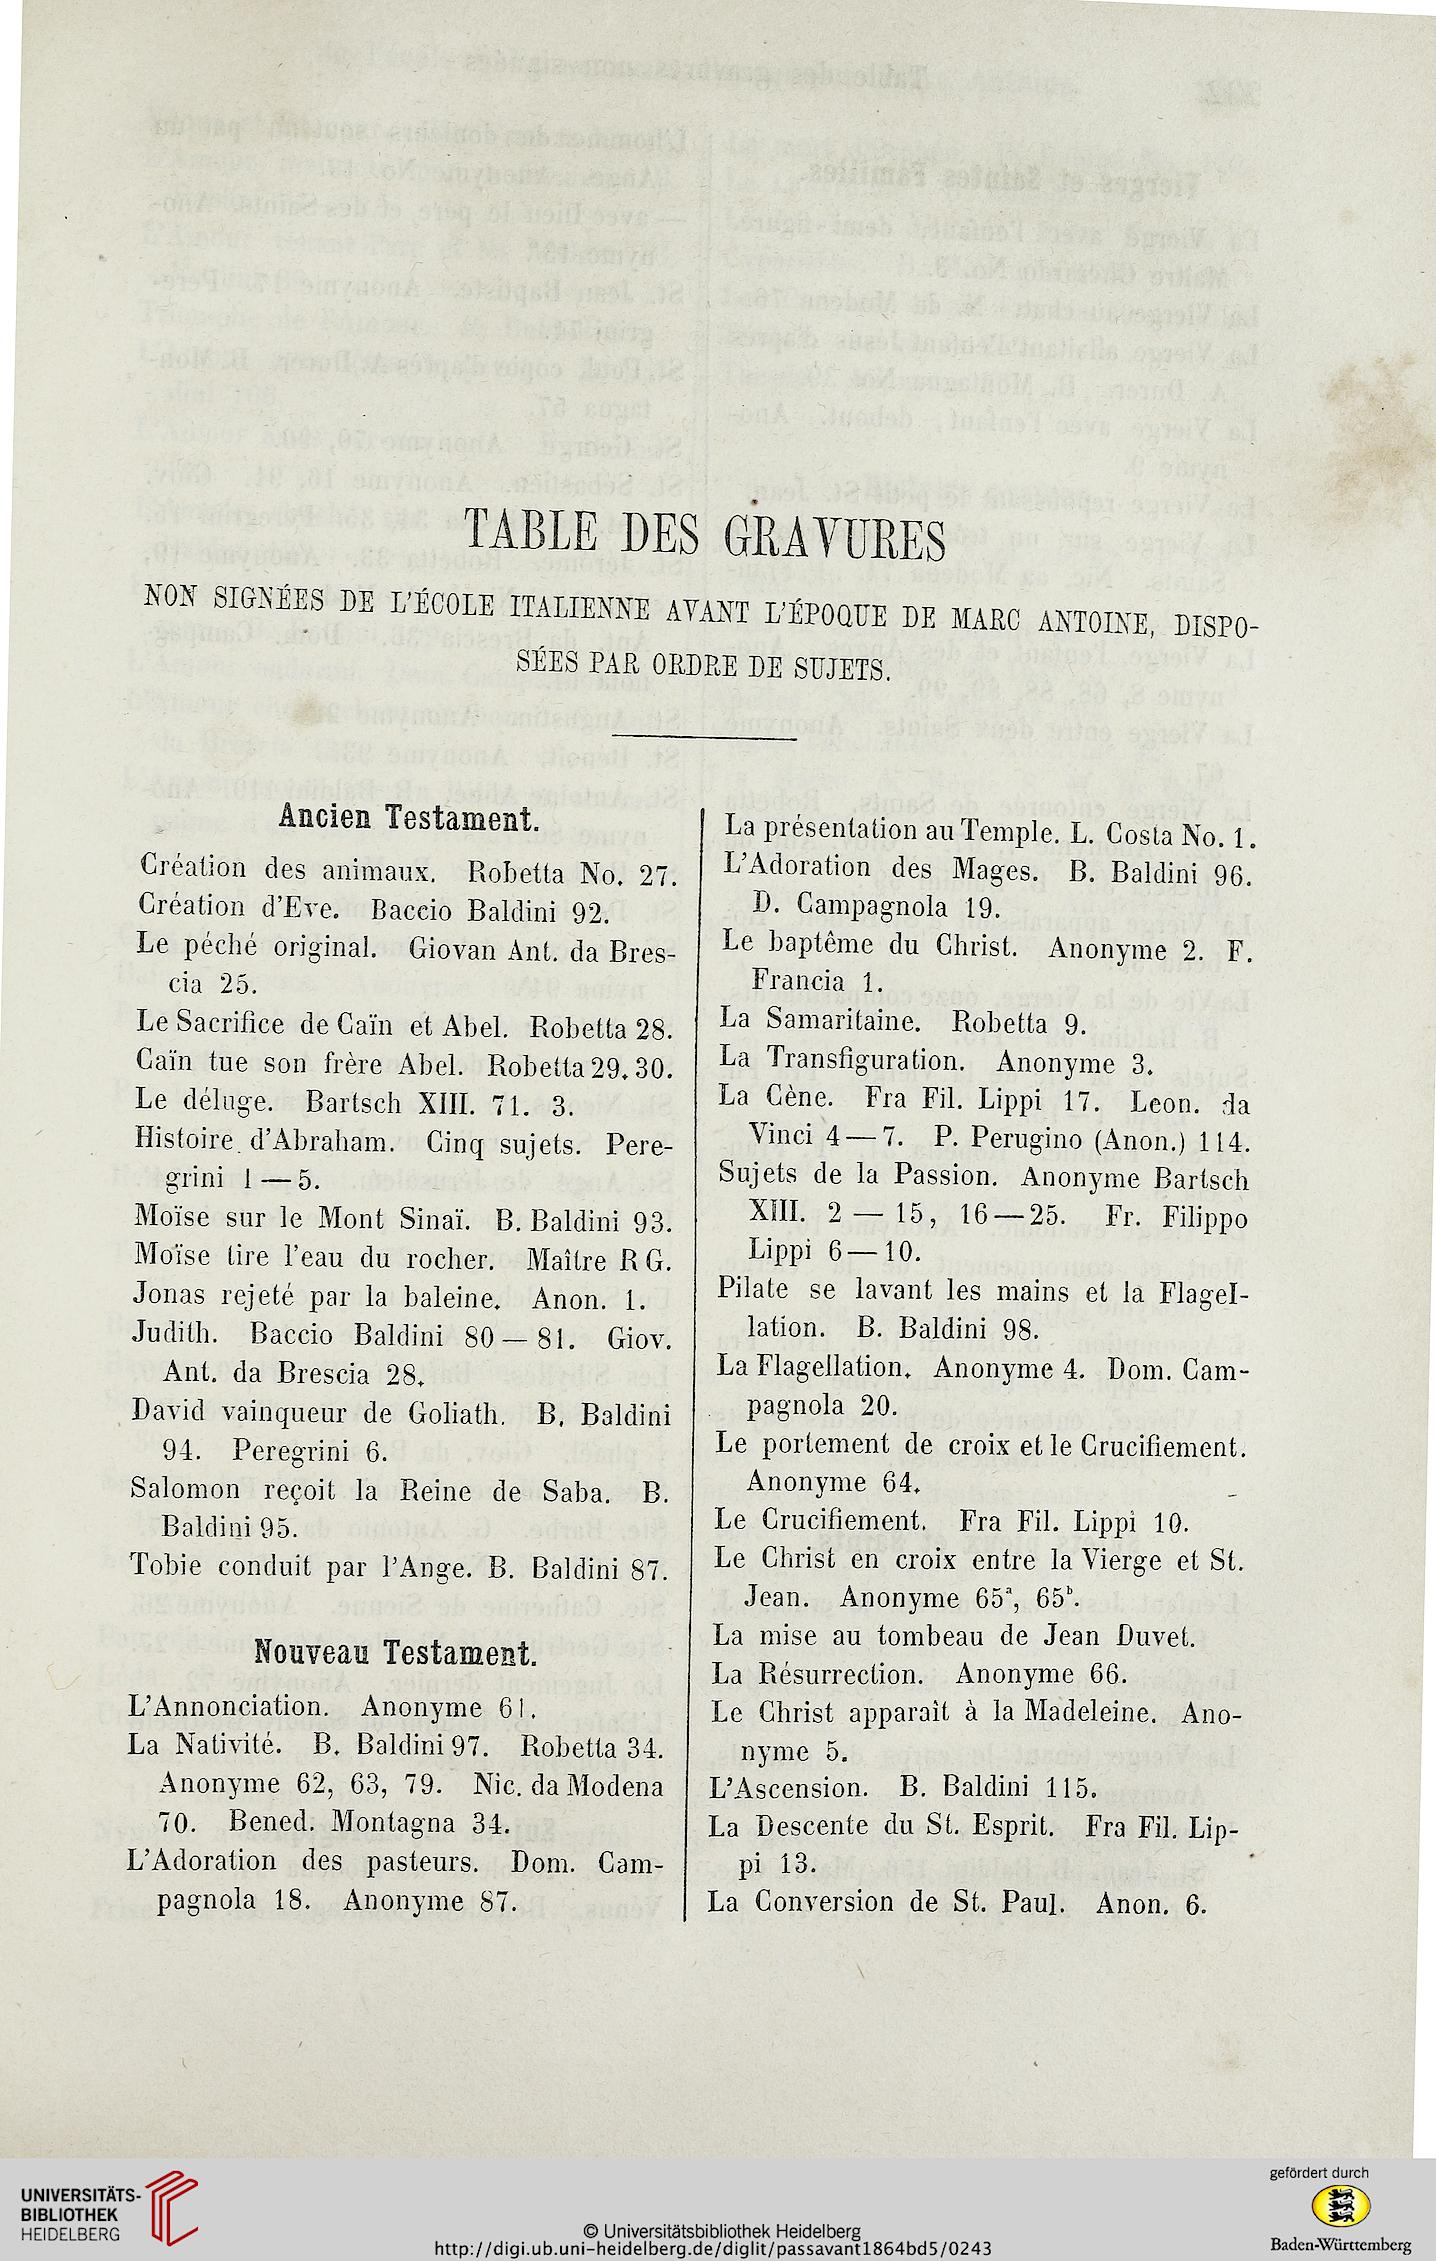 TABLE DES GRAVURES
NON SIGNÉES DE L'ÉCOLE ITALIENNE AVANT L'ÉPOQUE DE MARC ANTOINE, DISPO-
SÉES PAR ORDRE DE SUJETS.
Ancien Testament.
Création des animaux. Robetta No. 27.
Création d'Eve. Baccio Baldini 92.
Le péché original. Giovan Ant. da Bres-
cia 25.
Le Sacrifice de Caïn et Abel. Robetta 28.
Caïn tue son frère Abel. Robetta 29. 30.
Le déluge. Bartsch XIII. 71. 3.
Histoire d'Abraham. Cinq sujets. Pere-
grini 1—5.
Moïse sur le Mont Sinaï. B. Baldini 93.
Moïse tire l'eau du rocher. Maître R G.
Jonas rejeté par la baleine. Anon. 1.
Judith. Baccio Baldini 80—81. Giov.
Ant. da Brescia 28.
David vainqueur de Goliath. B. Baldini
94. Peregrini 6.
Salomon reçoit la Reine de Saba. B.
Baldini 95.
Tobie conduit par l'Ange. B. Baldini 87.
Nouveau Testament.
L'Annonciation. Anonyme 61.
La Nativité. B. Baldini 97. Robetta 34.
Anonyme 62, 63, 79. Nic. da Modena
70. Bened. Montagna 34.
L'Adoration des pasteurs. Dom. Cam-
pagnola 18. Anonyme 87.
La présentation au Temple. L. Costa No. 1.
L'Adoration des Mages. B. Baldini 96.
D. Campagnola 19.
Le baptême du Christ. Anonyme 2. F.
Francia 1.
La Samaritaine. Robetta 9.
La Transfiguration. Anonyme 3.
La Cène. Fra Fil. Lippi 17. Leon. da
Vinci 4—7. P. Perugino (Anon.) 114.
Sujets de la Passion. Anonyme Bartsch
XIII. 2—15, 16—25. Fr. Filippo
Lippi 6—10.
Pilate se lavant les mains et la Flagel-
lation. B. Baldini 98.
La Flagellation. Anonyme 4. Dom. Cam-
pagnola 20.
Le portement de croix et le Crucifiement.
Anonyme 64.
Le Crucifiement. Fra Fil. Lippi 10.
Le Christ en croix entre la Vierge et St.
Jean. Anonyme 65ª, 65ᵇ.
La mise au tombeau de Jean Duvet.
La Résurrection. Anonyme 66.
Le Christ apparaît à la Madeleine. Ano-
nyme 5.
L'Ascension. B. Baldini 115.
La Descente du St. Esprit. Fra Fil. Lip-
pi 13.
La Conversion de St. Paul. Anon. 6.
UNIVERSITÄTS-
BIBLIOTHEK
HEIDELBERG
© Universitätsbibliothek Heidelberg
http://digi.ub.uni-heidelberg.de/diglit/passavant1864bd5/0243
gefördert durch
Baden-Württemberg